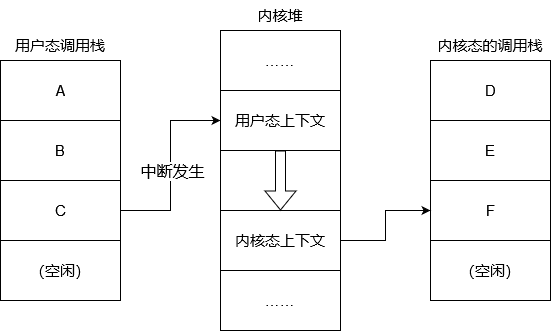 用户态调用栈
A
B
C
(空闲)
中断发生
内核堆
……
用户态上下文
内核态上下文
……
内核态的调用栈
D
E
F
(空闲)